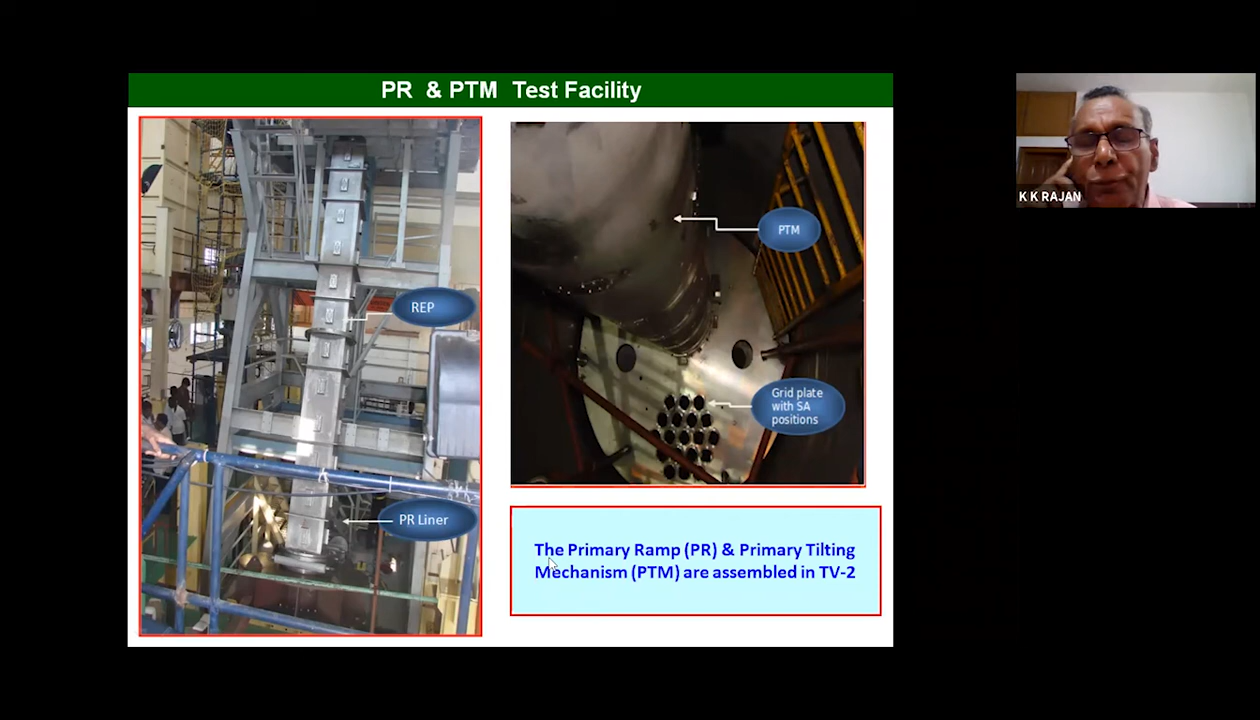 PR & PTM Test Facility
REP
PR Liner
PTM
Grid plate
with SA
positions
The Primary Ramp (PR) & Primary Tilting
Mechanism (PTM) are assembled in TV-2
K K RAJAN